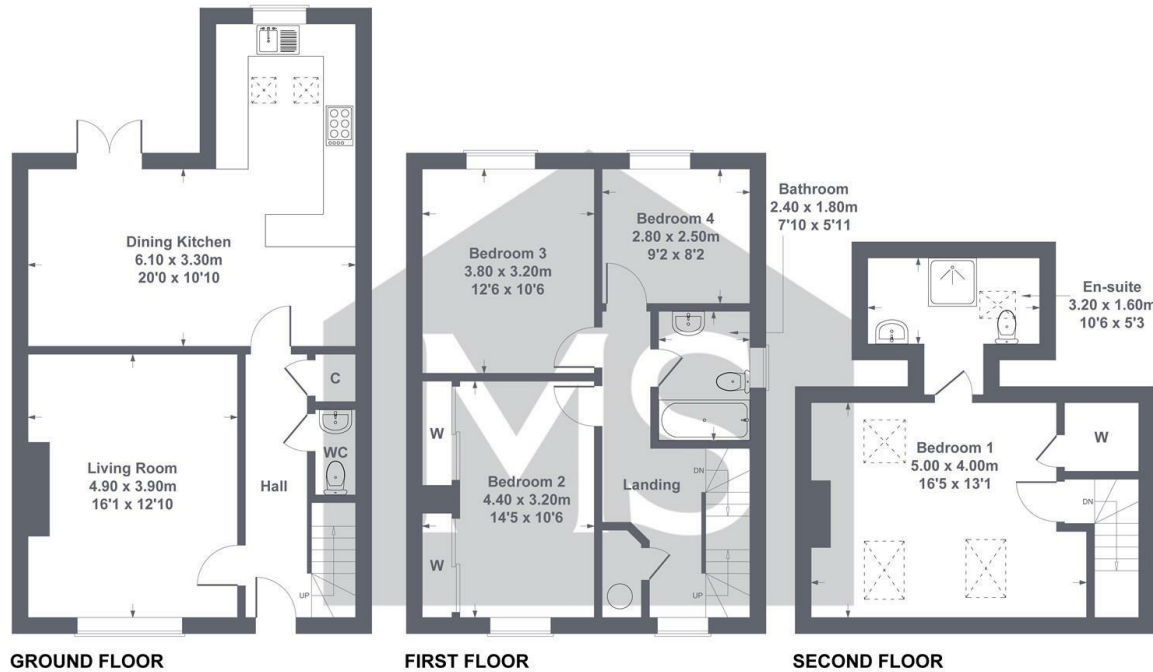 Dining Kitchen
6.10 x 3.30m
20'0 x 10'10
Living Room
4.90 x 3.90m
16'1 x 12'10
Hall
C
WC
UP
GROUND FLOOR
Bedroom 3
3.80 x 3.20m
12'6 x 10'6
Bedroom 4
2.80 x 2.50m
9'2 x 8'2
Bathroom
2.40 x 1.80m
7'10 x 5'11
W
Bedroom 2
4.40 x 3.20m
14'5 x 10'6
W
Landing
DN
UP
MS
FIRST FLOOR
En-suite
3.20 x 1.60m
10'6 x 5'3
Bedroom 1
5.00 x 4.00m
16'5 x 13'1
W
DN
SECOND FLOOR